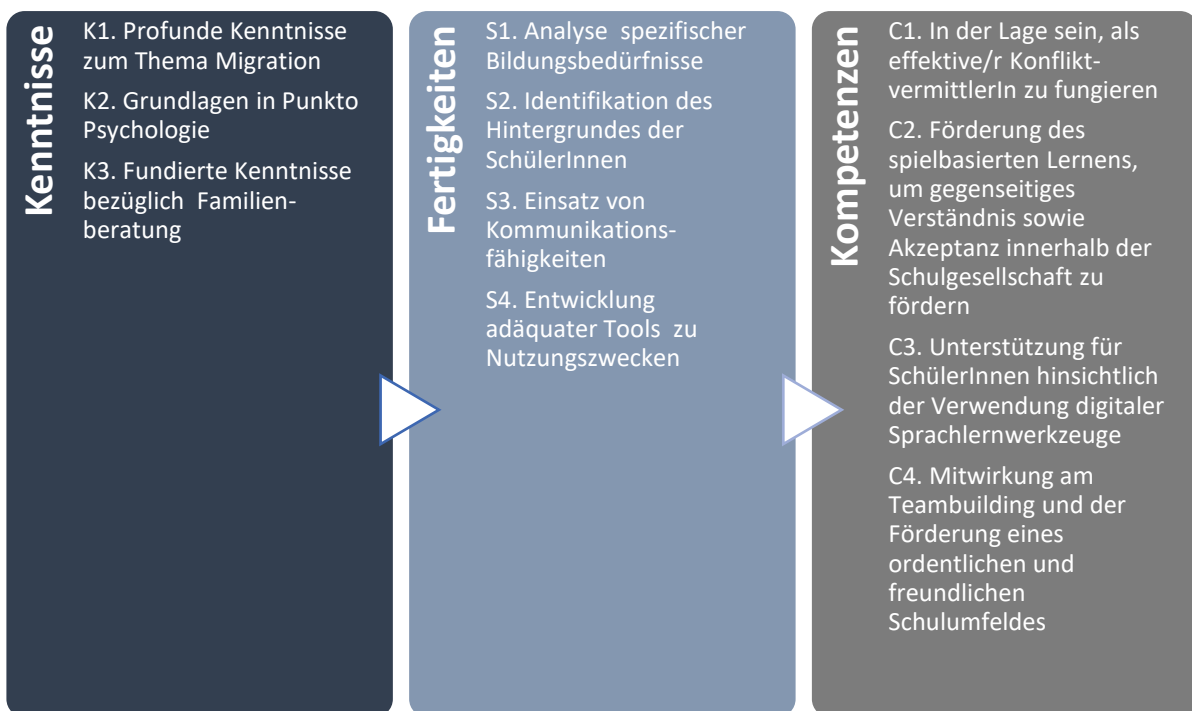 Kenntnisse
K1. Profunde Kenntnisse
zum Thema Migration
K2. Grundlagen in Punkto
Psychologie
K3. Fundierte Kenntnisse
bezüglich  Familien-
beratung
Fertigkeiten
S1. Analyse  spezifischer
Bildungsbedürfnisse
S2. Identifikation des
Hintergrundes der
SchülerInnen
S3. Einsatz von
Kommunikations-
fähigkeiten
S4. Entwicklung
adäquater Tools  zu
Nutzungszwecken
Kompetenzen
C1. In der Lage sein, als
effektive/r Konflikt-
vermittlerIn zu fungieren
C2. Förderung des
spielbasierten Lernens,
um gegenseitiges
Verständnis sowie
Akzeptanz innerhalb der
Schulgesellschaft zu
fördern
C3. Unterstützung für
SchülerInnen hinsichtlich
der Verwendung digitaler
Sprachlernwerkzeuge
C4. Mitwirkung am
Teambuilding und der
Förderung eines
ordentlichen und
freundlichen
Schulumfeldes